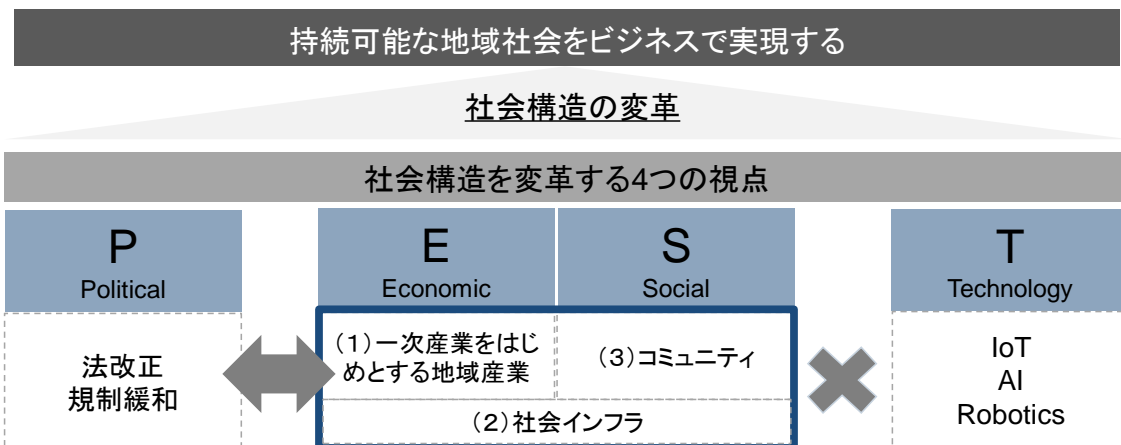 持続可能な地域社会をビジネスで実現する
社会構造の変革
社会構造を変革する4つの視点
P
Political
E
Economic
S
Social
T
Technology
法改正
規制緩和
(1)一次産業をはじ
めとする地域産業
(3)コミュニティ
(2)社会インフラ
IoT
AI
Robotics